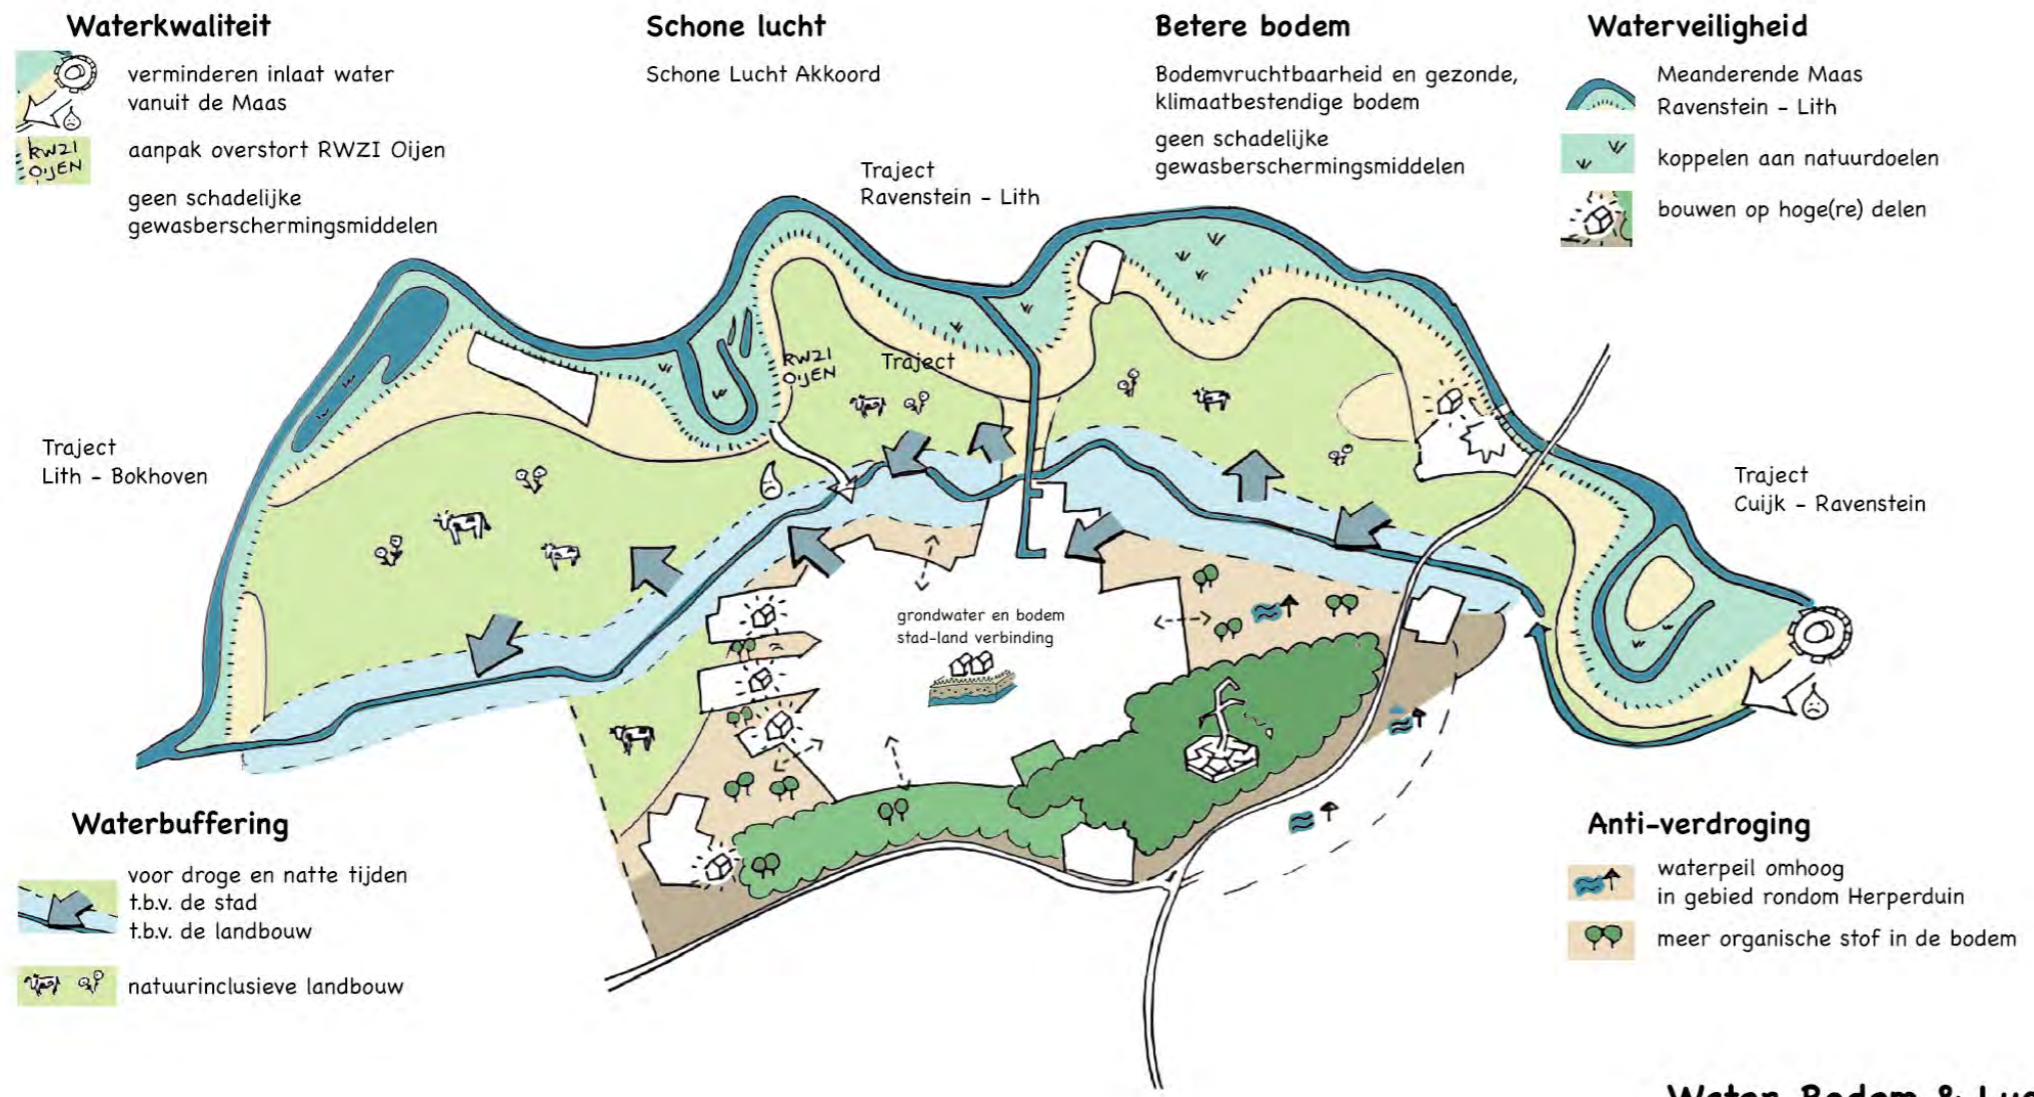 Waterkwaliteit
verminderen inlaat water
vanuit de Maas
RWZI
OIJEN
aanpak overstort RWZI Oijen
geen schadelijke
gewasberschermingsmiddelen
Schone lucht
Schone Lucht Akkoord
Betere bodem
Bodemvruchtbaarheid en gezonde,
klimaatbestendige bodem
geen schadelijke
gewasberschermingsmiddelen
Waterveiligheid
Meanderende Maas
Ravenstein - Lith
koppelen aan natuurdoelen
bouwen op hoge(re) delen
Traject
Ravenstein - Lith
RWZI
OIJEN
Traject
Traject
Lith - Bokhoven
Traject
Cuijk - Ravenstein
grondwater en bodem
stad-land verbinding
Waterbuffering
voor droge en natte tijden
t.b.v. de stad
t.b.v. de landbouw
natuurinclusieve landbouw
Anti-verdroging
waterpeil omhoog
in gebied rondom Herperduin
meer organische stof in de bodem
Water, Bodem &